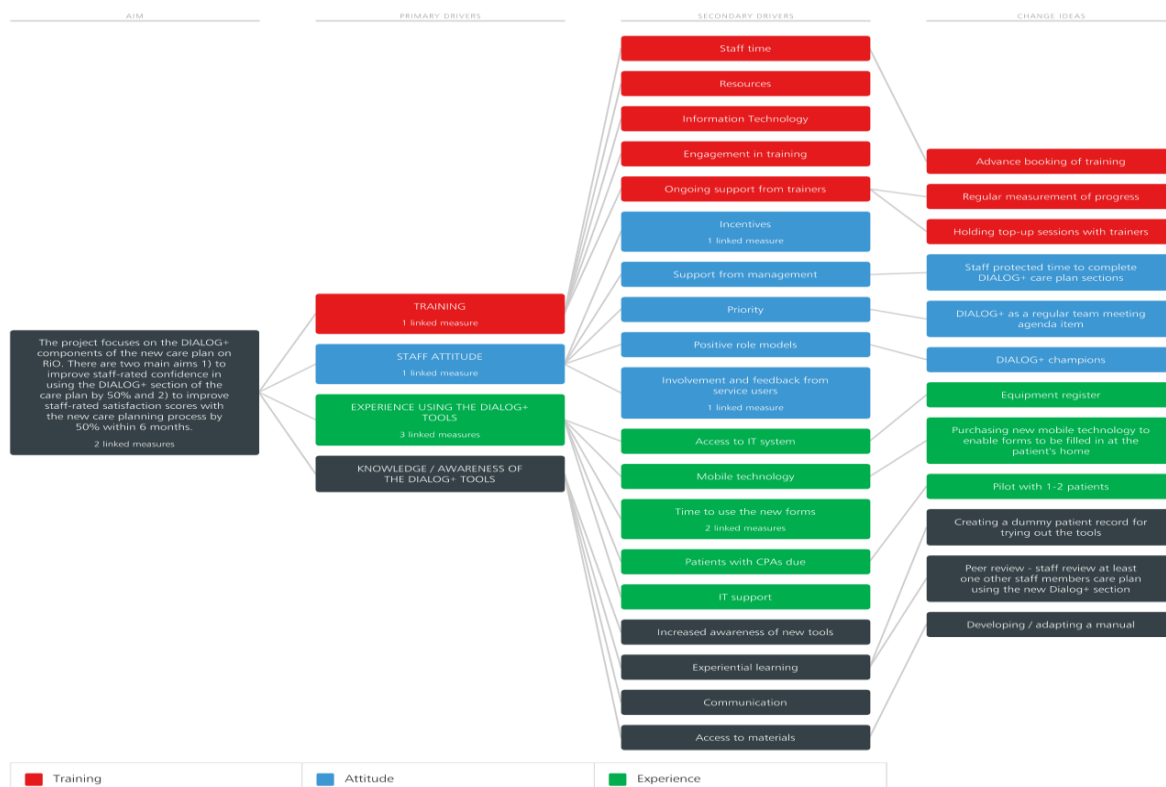 AIM
PRIMARY DRIVERS
SECONDARY DRIVERS
CHANGE IDEAS
The project focuses on the DIALOG+
components of the new care plan on
RiO. There are two main aims 1) to
improve staff-rated confidence in
using the DIALOG+ section of the
care plan by 50% and 2) to improve
staff-rated satisfaction scores with
the new care planning process by
50% within 6 months.
2 linked measures
TRAINING
1 linked measure
STAFF ATTITUDE
1 linked measure
EXPERIENCE USING THE DIALOG+
TOOLS
3 linked measures
KNOWLEDGE / AWARENESS OF
THE DIALOG+ TOOLS
Staff time
Resources
Information Technology
Engagement in training
Ongoing support from trainers
Incentives
1 linked measure
Support from management
Priority
Positive role models
Involvement and feedback from
service users
1 linked measure
Access to IT system
Mobile technology
Time to use the new forms
2 linked measures
Patients with CPAs due
IT support
Increased awareness of new tools
Experiential learning
Communication
Access to materials
Advance booking of training
Regular measurement of progress
Holding top-up sessions with trainers
Staff protected time to complete
DIALOG+ care plan sections
DIALOG+ as a regular team meeting
agenda item
DIALOG+ champions
Equipment register
Purchasing new mobile technology to
enable forms to be filled in at the
patient's home
Pilot with 1-2 patients
Creating a dummy patient record for
trying out the tools
Peer review - staff review at least
one other staff members care plan
using the new Dialog+ section
Developing / adapting a manual
Training
Attitude
Experience